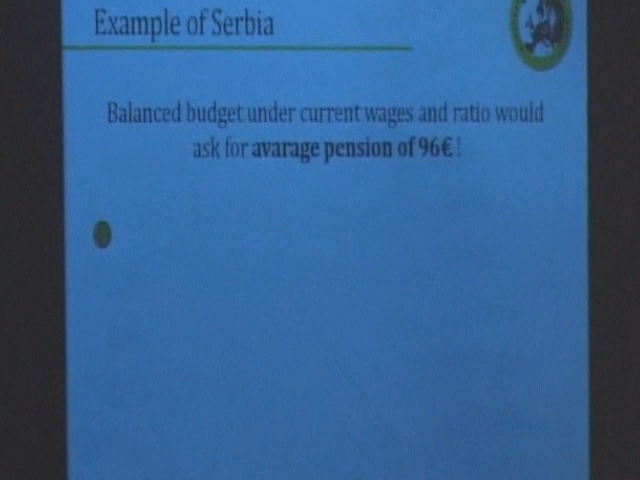 Example of Serbia
Balanced budget under current wages and ratio would
ask for avarage pension of 96€!